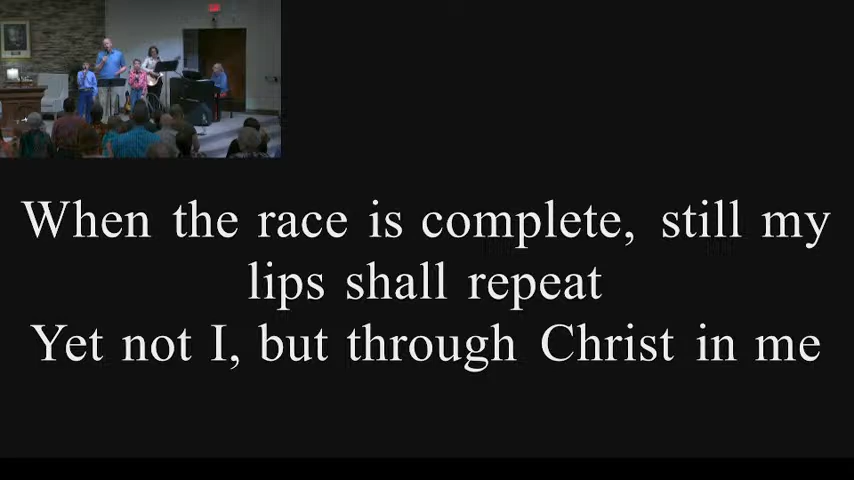 When the race is complete, still my
lips shall repeat
Yet not I, but through Christ in me